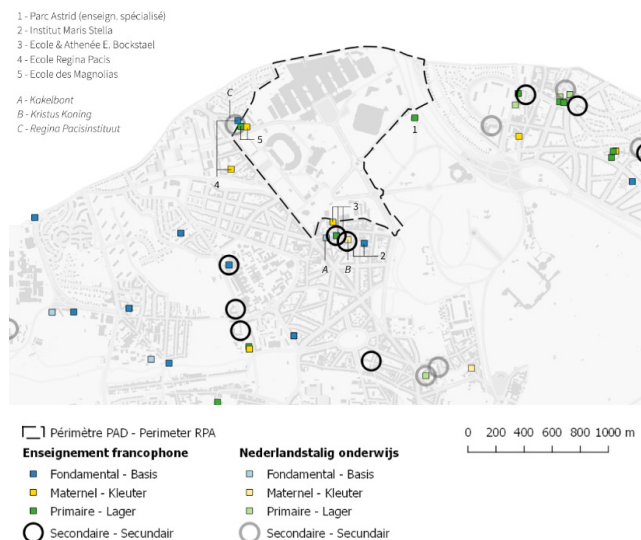 1 - Parc Astrid (enseign. spécialisé)
2 - Institut Maris Stella
3 - Ecole & Athenée E. Bockstael
4 - Ecole Regina Pacis
5 - Ecole des Magnolias
A - Kakelbont
B - Kristus Koning
C - Regina Pacisinstituut
C
1
5
4
3
2
A
B
Périmètre PAD - Perimeter RPA
Enseignement francophone
Fondamental - Basis
Maternel - Kleuter
Primaire - Lager
Secondaire - Secundair
Nederlandstalig onderwijs
Fondamental - Basis
Maternel - Kleuter
Primaire - Lager
Secondaire - Secundair
0 200 400 600 800 1000 m